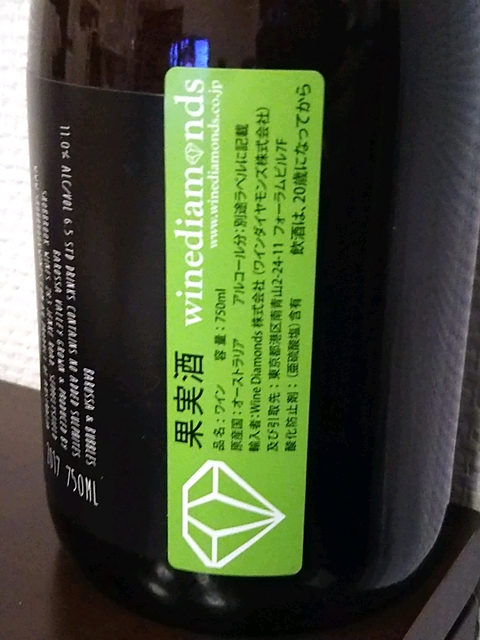 果実酒 winediamonds
www.winediamonds.co.jp
品名：ワイン 容量：750ml
原産国：オーストラリア アルコール分：別途ラベルに記載
輸入者：Wine Diamonds 株式会社（ワインダイヤモンズ株式会社）
及び引取先：東京都港区南青山2-24-11 フォーラムビル7F
酸化防止剤：（亜硫酸塩）含有 飲酒は、20歳になってから
BAROSSA & BUBBLES
11.0% ALC/VOL 6.5 STD DRINKS CONTAINS NO ADDED SULPHITES
BAROSSA VALLEY GROWN & PRODUCED BY
2017 750ML